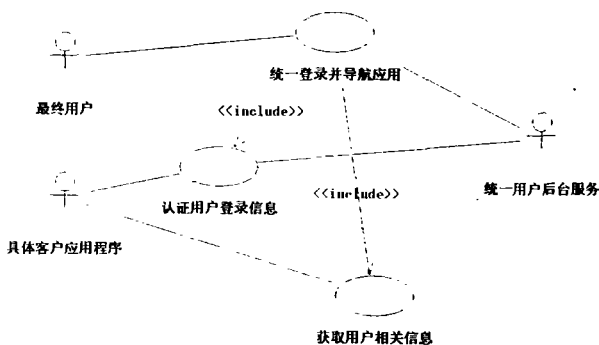 统一登录并导航应用
最终用户
<<include>>
统一用户后台服务
<<include>>
认证用户登录信息
具体客户应用程序
获取用户相关信息